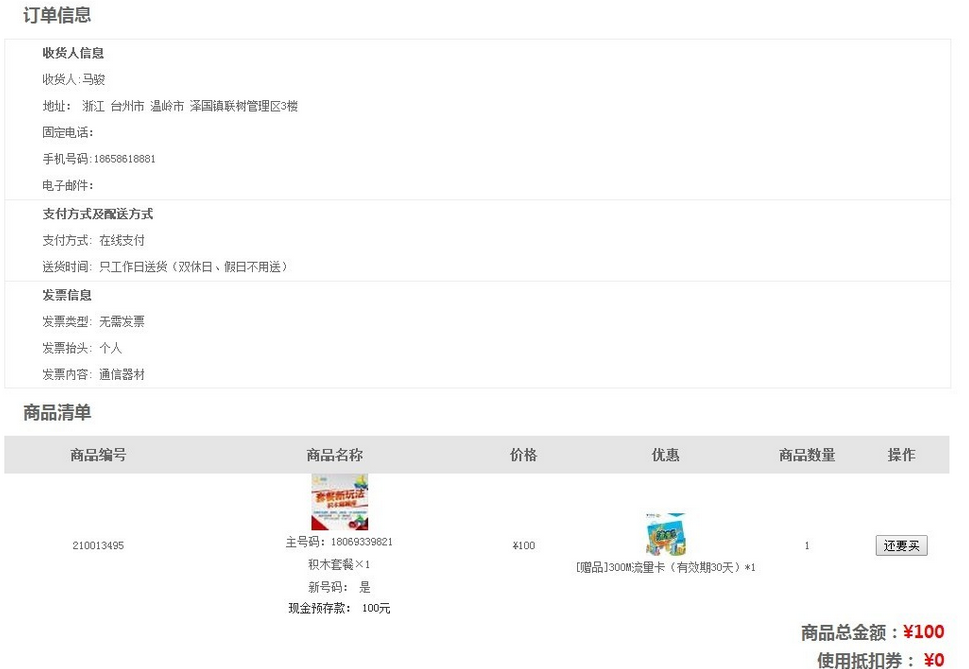 订单信息
收货人信息
收货人:马骏
地址： 浙江 台州市 温岭市 泽国镇联树管理区3楼
固定电话：
手机号码:18658618881
电子邮件：
支付方式及配送方式
支付方式: 在线支付
送货时间: 只工作日送货（双休日、假日不用送）
发票信息
发票类型: 无需发票
发票抬头: 个人
发票内容: 通信器材
商品清单
商品编号 商品名称 价格 优惠 商品数量 操作
套餐新玩法
主号码: 18069339821
210013495 ¥100 1 还要买
积木套餐×1
[赠品]300M流量卡（有效期30天）*1
新号码: 是
现金预存款: 100元
商品总金额：¥100
使用抵扣券：¥0